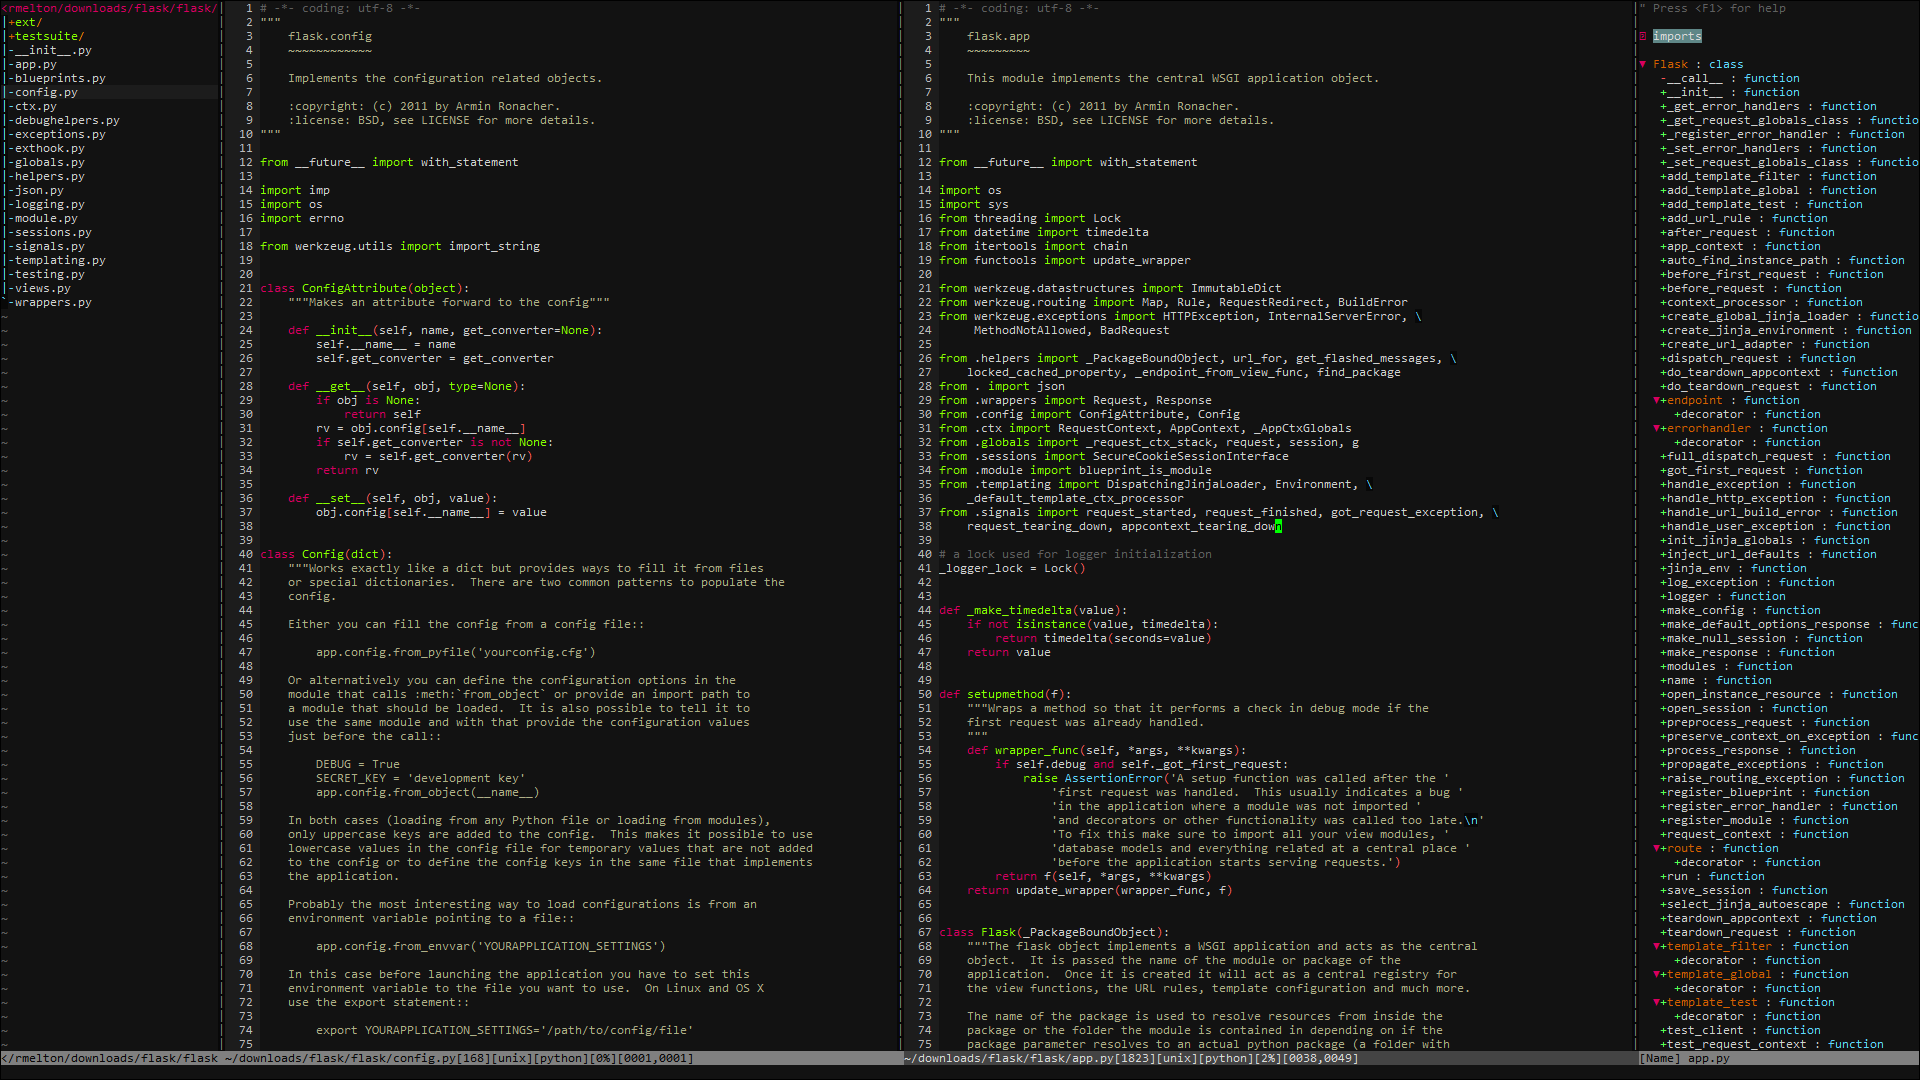 <rmelton/downloads/flask/flask/
|+ext/
|+testsuite/
|-__init__.py
|-app.py
|-blueprints.py
|-config.py
|-ctx.py
|-debughelpers.py
|-exceptions.py
|-exthook.py
|-globals.py
|-helpers.py
|-json.py
|-logging.py
|-module.py
|-sessions.py
|-signals.py
|-templating.py
|-testing.py
|-views.py
`-wrappers.py
1 # -*- coding: utf-8 -*-
2 """
3     flask.config
4     ~~~~~~~~~~~~
5
6     Implements the configuration related objects.
7
8     :copyright: (c) 2011 by Armin Ronacher.
9     :license: BSD, see LICENSE for more details.
10 """
11
12 from __future__ import with_statement
13
14 import imp
15 import os
16 import errno
17
18 from werkzeug.utils import import_string
19
20
21 class ConfigAttribute(object):
22     """Makes an attribute forward to the config"""
23
24     def __init__(self, name, get_converter=None):
25         self.__name__ = name
26         self.get_converter = get_converter
27
28     def __get__(self, obj, type=None):
29         if obj is None:
30             return self
31         rv = obj.config[self.__name__]
32         if self.get_converter is not None:
33             rv = self.get_converter(rv)
34         return rv
35
36     def __set__(self, obj, value):
37         obj.config[self.__name__] = value
38
39
40 class Config(dict):
41     """Works exactly like a dict but provides ways to fill it from files
42     or special dictionaries.  There are two common patterns to populate the
43     config.
44
45     Either you can fill the config from a config file::
46
47         app.config.from_pyfile('yourconfig.cfg')
48
49     Or alternatively you can define the configuration options in the
50     module that calls :meth:`from_object` or provide an import path to
51     a module that should be loaded.  It is also possible to tell it to
52     use the same module and with that provide the configuration values
53     just before the call::
54
55         DEBUG = True
56         SECRET_KEY = 'development key'
57         app.config.from_object(__name__)
58
59     In both cases (loading from any Python file or loading from modules),
60     only uppercase keys are added to the config.  This makes it possible to use
61     lowercase values in the config file for temporary values that are not added
62     to the config or to define the config keys in the same file that implements
63     the application.
64
65     Probably the most interesting way to load configurations is from an
66     environment variable pointing to a file::
67
68         app.config.from_envvar('YOURAPPLICATION_SETTINGS')
69
70     In this case before launching the application you have to set this
71     environment variable to the file you want to use.  On Linux and OS X
72     use the export statement::
73
74         export YOURAPPLICATION_SETTINGS='/path/to/config/file'
75
1 # -*- coding: utf-8 -*-
2 """
3     flask.app
4     ~~~~~~~~~
5
6     This module implements the central WSGI application object.
7
8     :copyright: (c) 2011 by Armin Ronacher.
9     :license: BSD, see LICENSE for more details.
10 """
11
12 from __future__ import with_statement
13
14 import os
15 import sys
16 from threading import Lock
17 from datetime import timedelta
18 from itertools import chain
19 from functools import update_wrapper
20
21 from werkzeug.datastructures import ImmutableDict
22 from werkzeug.routing import Map, Rule, RequestRedirect, BuildError
23 from werkzeug.exceptions import HTTPException, InternalServerError, \
24     MethodNotAllowed, BadRequest
25
26 from .helpers import _PackageBoundObject, url_for, get_flashed_messages, \
27     locked_cached_property, _endpoint_from_view_func, find_package
28 from . import json
29 from .wrappers import Request, Response
30 from .config import ConfigAttribute, Config
31 from .ctx import RequestContext, AppContext, _AppCtxGlobals
32 from .globals import _request_ctx_stack, request, session, g
33 from .sessions import SecureCookieSessionInterface
34 from .module import blueprint_is_module
35 from .templating import DispatchingJinjaLoader, Environment, \
36     _default_template_ctx_processor
37 from .signals import request_started, request_finished, got_request_exception, \
38     request_tearing_down, appcontext_tearing_down
39
40 # a lock used for logger initialization
41 _logger_lock = Lock()
42
43
44 def _make_timedelta(value):
45     if not isinstance(value, timedelta):
46         return timedelta(seconds=value)
47     return value
48
49
50 def setupmethod(f):
51     """Wraps a method so that it performs a check in debug mode if the
52     first request was already handled.
53     """
54     def wrapper_func(self, *args, **kwargs):
55         if self.debug and self._got_first_request:
56             raise AssertionError('A setup function was called after the '
57                 'first request was handled.  This usually indicates a bug '
58                 'in the application where a module was not imported '
59                 'and decorators or other functionality was called too late.\n'
60                 'To fix this make sure to import all your view modules, '
61                 'database models and everything related at a central place '
62                 'before the application starts serving requests.')
63         return f(self, *args, **kwargs)
64     return update_wrapper(wrapper_func, f)
65
66
67 class Flask(_PackageBoundObject):
68     """The flask object implements a WSGI application and acts as the central
69     object.  It is passed the name of the module or package of the
70     application.  Once it is created it will act as a central registry for
71     the view functions, the URL rules, template configuration and much more.
72
73     The name of the package is used to resolve resources from inside the
74     package or the folder the module is contained in depending on if the
75     package parameter resolves to an actual python package (a folder with
" Press <F1> for help
imports
▼ Flask : class
-__call__ : function
+__init__ : function
+_get_error_handlers : function
+_get_request_globals_class : functio
+_register_error_handler : function
+_set_error_handlers : function
+_set_request_globals_class : functio
+add_template_filter : function
+add_template_global : function
+add_template_test : function
+add_url_rule : function
+after_request : function
+app_context : function
+auto_find_instance_path : function
+before_first_request : function
+before_request : function
+context_processor : function
+create_global_jinja_loader : functio
+create_jinja_environment : function
+create_url_adapter : function
+dispatch_request : function
+do_teardown_appcontext : function
+do_teardown_request : function
▼+endpoint : function
+decorator : function
▼+errorhandler : function
+decorator : function
+full_dispatch_request : function
+got_first_request : function
+handle_exception : function
+handle_http_exception : function
+handle_url_build_error : function
+handle_user_exception : function
+init_jinja_globals : function
+inject_url_defaults : function
+jinja_env : function
+log_exception : function
+logger : function
+make_config : function
+make_default_options_response : func
+make_null_session : function
+make_response : function
+modules : function
+name : function
+open_instance_resource : function
+open_session : function
+preprocess_request : function
+preserve_context_on_exception : func
+process_response : function
+propagate_exceptions : function
+raise_routing_exception : function
+register_blueprint : function
+register_error_handler : function
+register_module : function
+request_context : function
▼+route : function
+decorator : function
+run : function
+save_session : function
+select_jinja_autoescape : function
+teardown_appcontext : function
+teardown_request : function
▼+template_filter : function
+decorator : function
▼+template_global : function
+decorator : function
▼+template_test : function
+decorator : function
+test_client : function
+test_request_context : function
</rmelton/downloads/flask/flask ~/downloads/flask/flask/config.py[168][unix][python][0%][0001,0001]
~/downloads/flask/flask/app.py[1823][unix][python][2%][0038,0049]
[Name] app.py